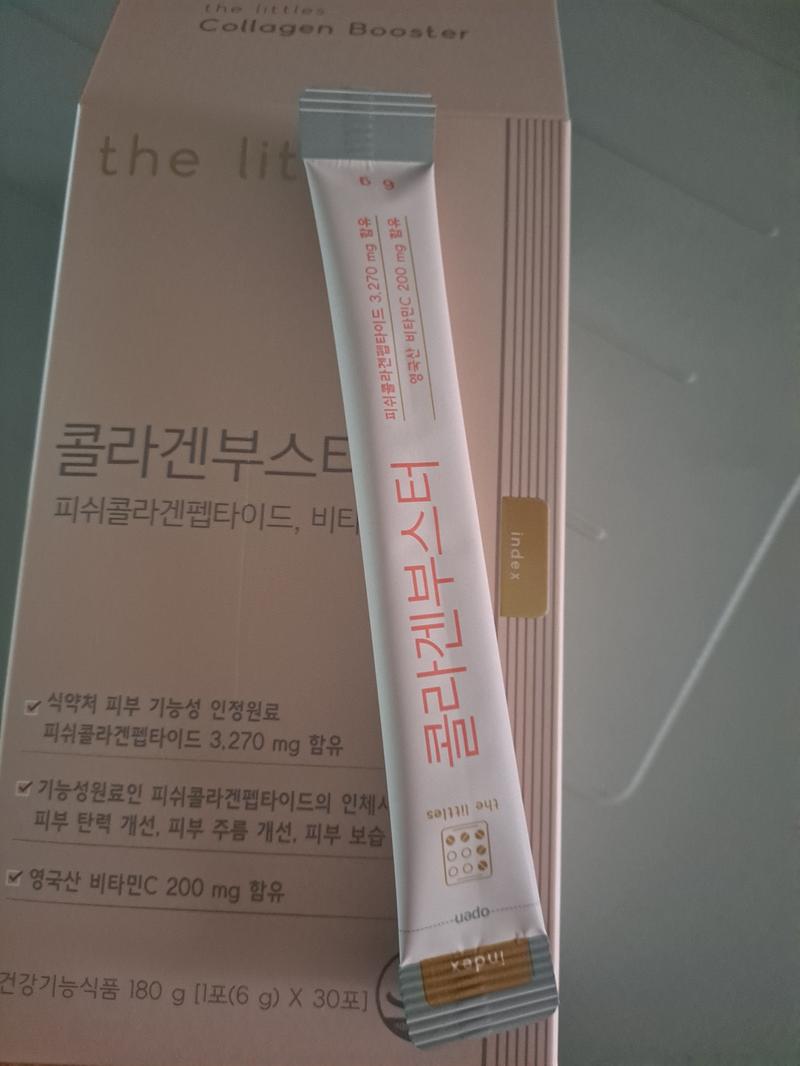 the littles
Collagen Booster
the lit
콜라겐부스터
피쉬콜라겐펩타이드, 비타
index
식약처 피부 기능성 인정원료
피쉬콜라겐펩타이드 3,270 mg 함유
기능성원료인 피쉬콜라겐펩타이드의 인체
피부 탄력 개선, 피부 주름 개선, 피부 보습
영국산 비타민C 200 mg 함유
건강기능식품 180 g [1포(6 g) X 30포]
6 g
피쉬콜라겐펩타이드 3,270 mg 함유
영국산 비타민C 200 mg 함유
콜라겐부스터
the littles
open
index